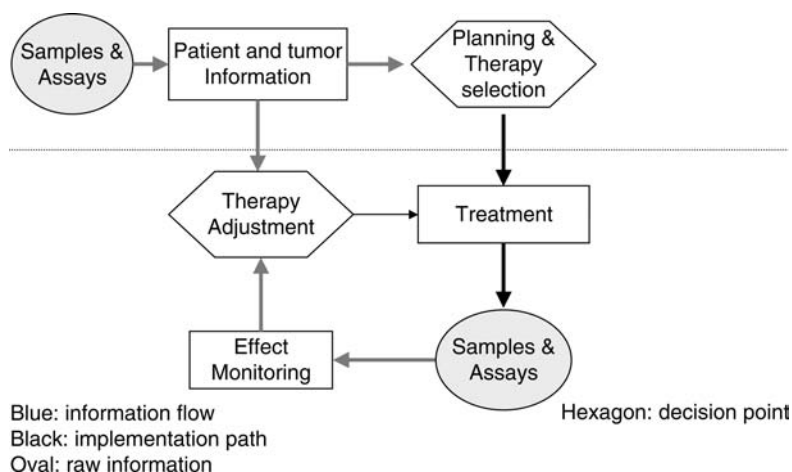 Samples &
Assays
Patient and tumor
Information
Planning &
Therapy
selection
Therapy
Adjustment
Treatment
Effect
Monitoring
Samples &
Assays
Blue: information flow
Black: implementation path
Oval: raw information
Hexagon: decision point